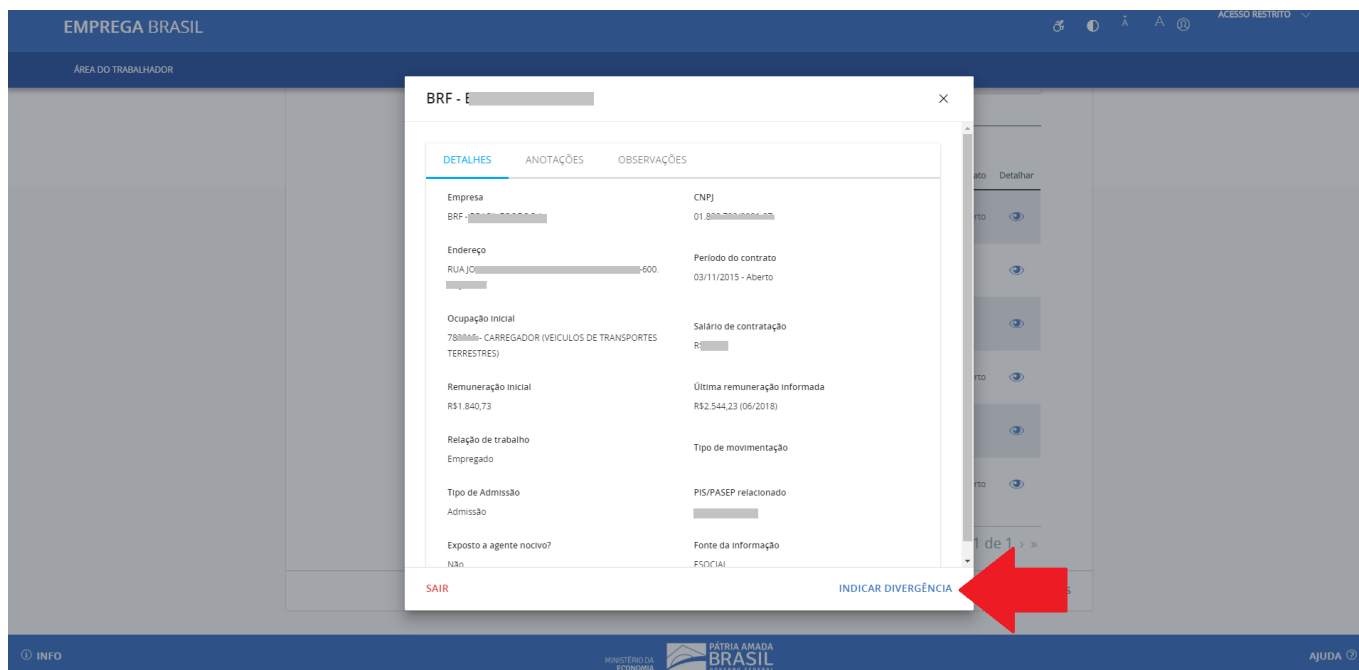 EMPREGA BRASIL
A
A
ACESSO RESTRITO
ÁREA DO TRABALHADOR
BRF -
DETALHES ANOTAÇÕES OBSERVAÇÕES
Empresa
BRF -
CNPJ
Endereço
RUA
-600.
Período do contrato
03/11/2015 - Aberto
Ocupação inicial
- CARREGADOR (VEICULOS DE TRANSPORTES
TERRESTRES)
Salário de contratação
Remuneração inicial
R$1.840,73
Última remuneração informada
R$2.544,23 (06/2018)
Relação de trabalho
Empregado
Tipo de movimentação
Tipo de Admissão
Admissão
PIS/PASEP relacionado
Exposto a agente nocivo?
Não
Fonte da informação
ESOCIAL
SAIR INDICAR DIVERGÊNCIA
Detalhar
1 de 1 › »
INFO
MINISTÉRIO DA
ECONOMIA
PÁTRIA AMADA
BRASIL
GOVERNO FEDERAL
AJUDA